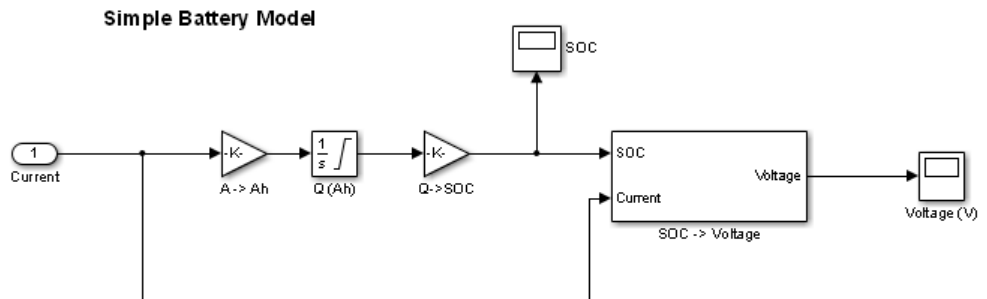 Simple Battery Model
SOC
1
Current
-K-
A -> Ah
1
s
Q (Ah)
-K-
Q->SOC
SOC
Current
Voltage
SOC -> Voltage
Voltage (V)